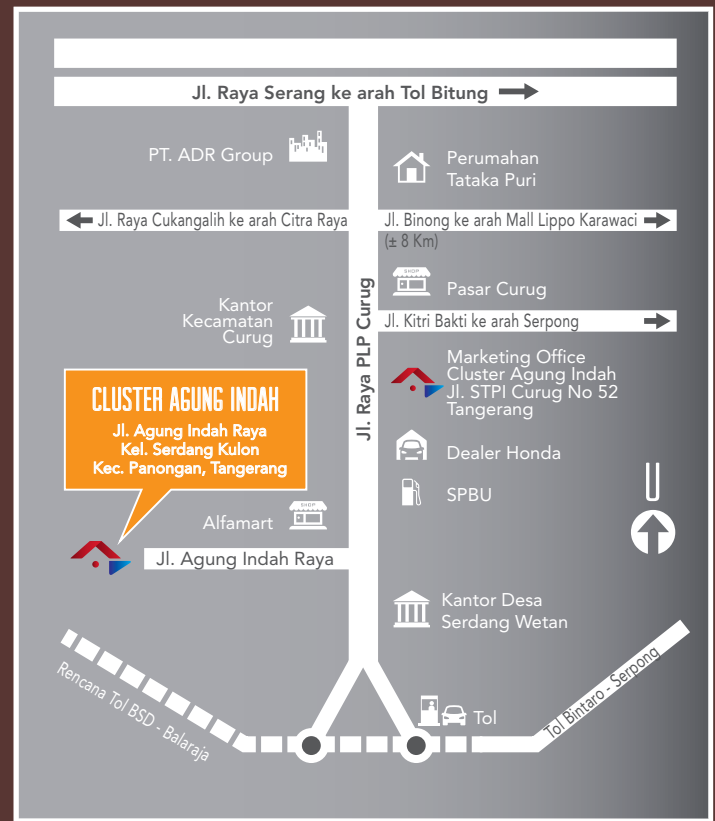 Jl. Raya Serang ke arah Tol Bitung
PT. ADR Group
Perumahan
Tataka Puri
Jl. Raya Cukangalih ke arah Citra Raya
Jl. Binong ke arah Mall Lippo Karawaci
(± 8 Km)
SHOP
Pasar Curug
Kantor
Kecamatan
Curug
Jl. Raya PLP Curug
Jl. Kitri Bakti ke arah Serpong
Marketing Office
Cluster Agung Indah
Jl. STPI Curug No 52
Tangerang
CLUSTER AGUNG INDAH
Jl. Agung Indah Raya
Kel. Serdang Kulon
Kec. Panongan, Tangerang
Dealer Honda
SPBU
U
SHOP
Alfamart
Jl. Agung Indah Raya
Kantor Desa
Serdang Wetan
Rencana Tol BSD - Balaraja
Tol
Tol Bintaro - Serpong